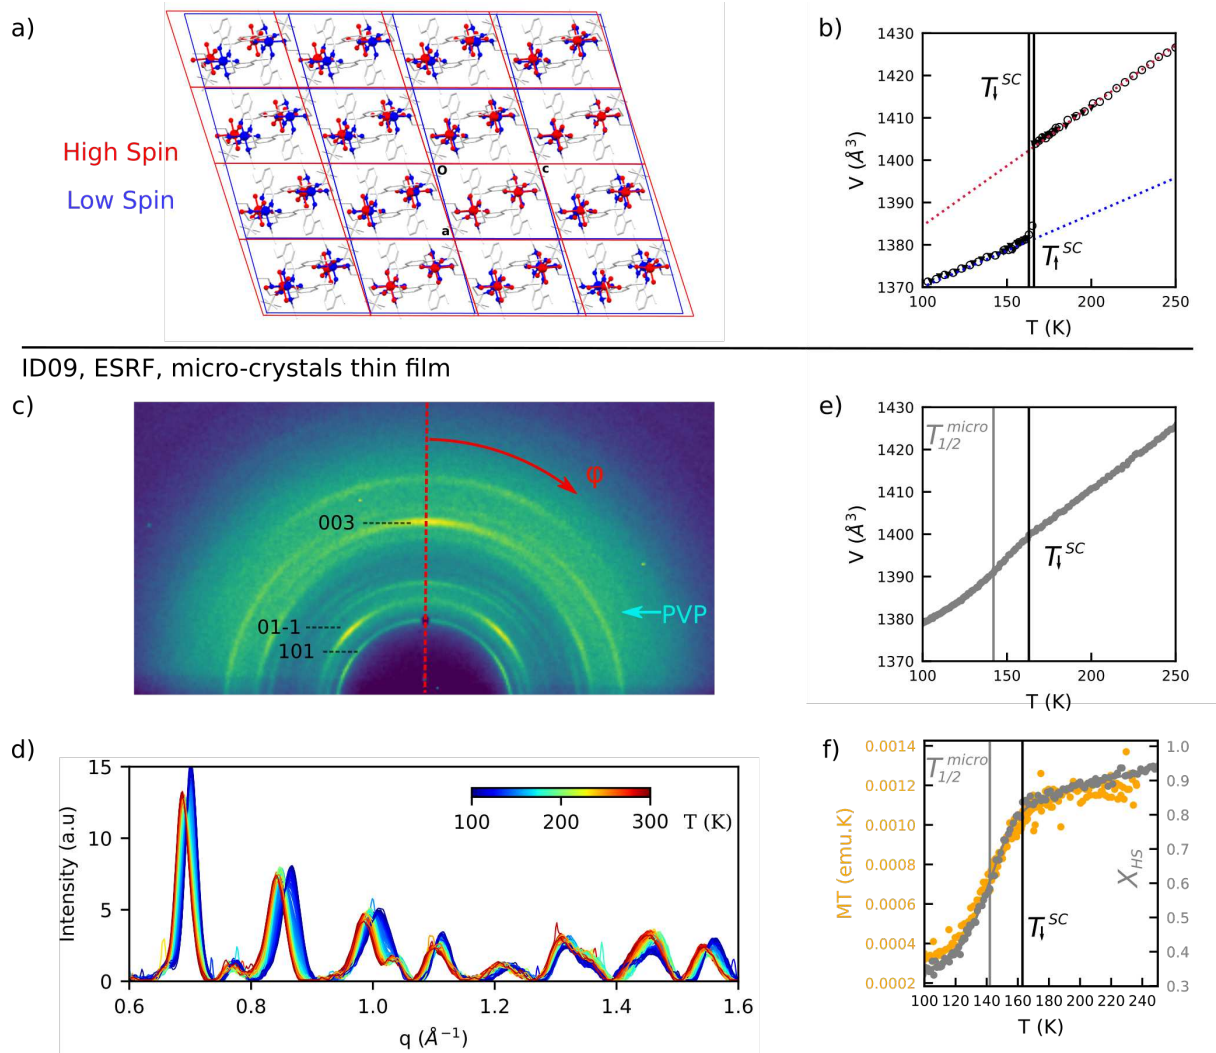 a)
High Spin
Low Spin
O
c
a
b)
1430
1420
1410
1400
1390
1380
1370
V (Å³)
T↓ SC
T↑ SC
100
150
200
250
T (K)
ID09, ESRF, micro-crystals thin film
c)
φ
003
01-1
101
PVP
e)
1430
1420
1410
1400
1390
1380
1370
V (Å³)
T1/2 micro
T↓ SC
100
150
200
250
T (K)
d)
15
10
5
0
Intensity (a.u)
100
200
300
T (K)
0.6
0.8
1.0
1.2
1.4
1.6
q (Å⁻¹)
f)
0.0014
0.0012
0.0010
0.0008
0.0006
0.0004
0.0002
MT (emu.K)
T1/2 micro
T↓ SC
1.0
0.9
0.8
0.7
0.6
0.5
0.4
0.3
XHS
100 120 140 160 180 200 220 240
T (K)